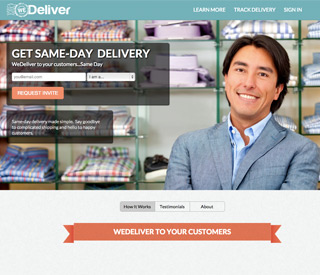 WE Deliver
LEARN MORE TRACK DELIVERY SIGN IN
GET SAME-DAY DELIVERY
WeDeliver to your customers...Same Day
you@email.com I am a...
REQUEST INVITE
Same-day delivery made simple. Say goodbye
to complicated shipping and hello to happy
customers.
How It Works Testimonials About
WEDELIVER TO YOUR CUSTOMERS